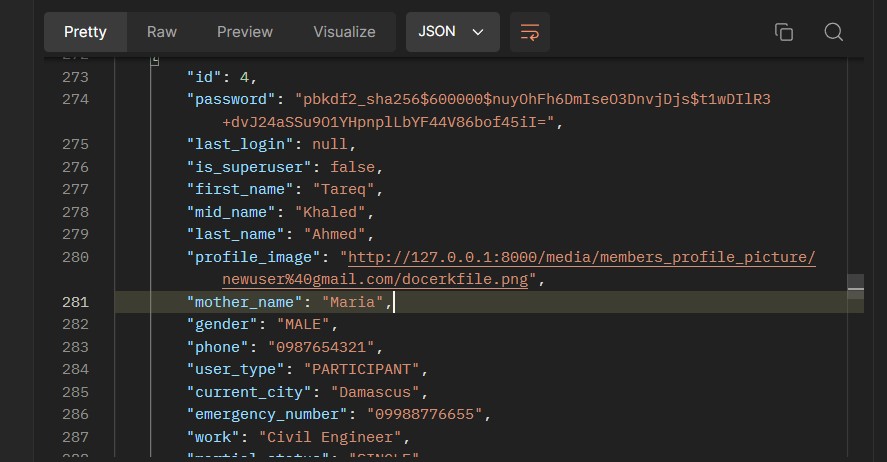 Pretty Raw Preview Visualize JSON
273 "id": 4,
274 "password": "pbkdf2_sha256$600000$nuyOhFh6DmIseO3DnvjDjs$t1wDIlR3
+dvJ24aSSu9O1YHpnplLbYF44V86bof45iI=",
275 "last_login": null,
276 "is_superuser": false,
277 "first_name": "Tareq",
278 "mid_name": "Khaled",
279 "last_name": "Ahmed",
280 "profile_image": "http://127.0.0.1:8000/media/members_profile_picture/
newuser%40gmail.com/docerkfile.png",
281 "mother_name": "Maria",
282 "gender": "MALE",
283 "phone": "0987654321",
284 "user_type": "PARTICIPANT",
285 "current_city": "Damascus",
286 "emergency_number": "09988776655",
287 "work": "Civil Engineer",